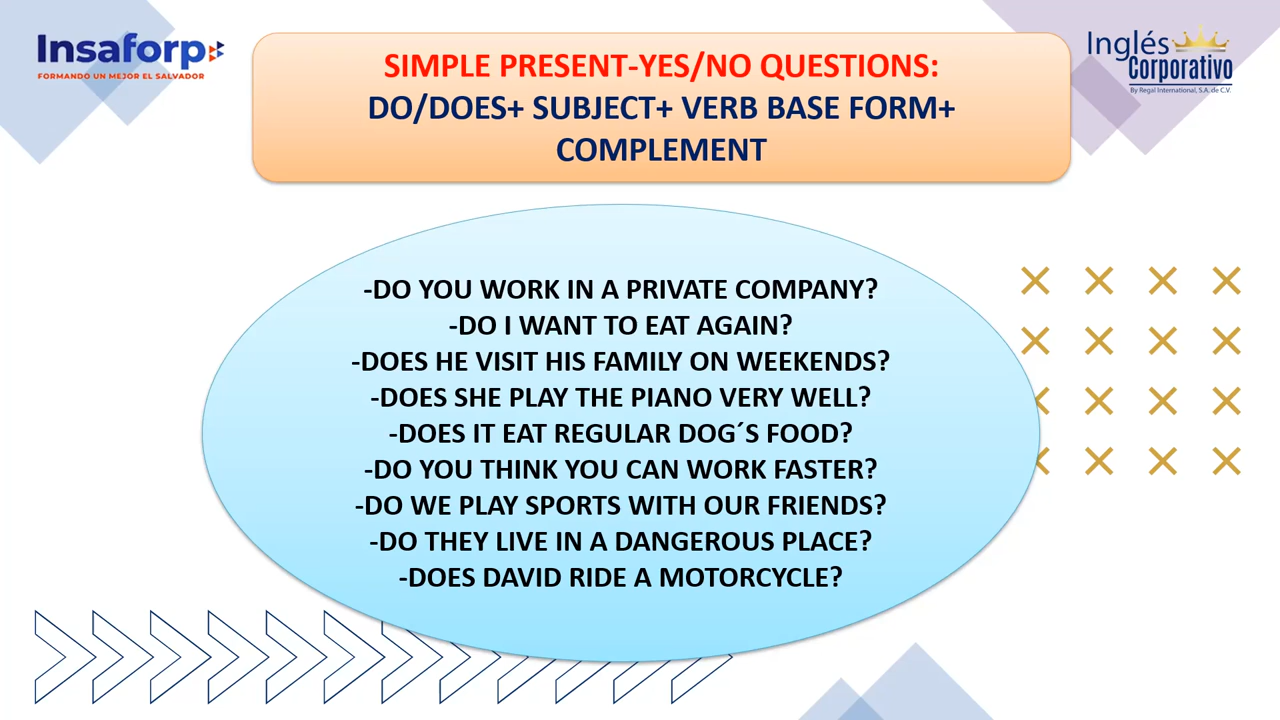 Insaforp
FORMANDO UN MEJOR EL SALVADOR
SIMPLE PRESENT-YES/NO QUESTIONS:
DO/DOES+ SUBJECT+ VERB BASE FORM+
COMPLEMENT
Inglés
Corporativo
By Regal International, S.A. de C.V.
-DO YOU WORK IN A PRIVATE COMPANY?
-DO I WANT TO EAT AGAIN?
-DOES HE VISIT HIS FAMILY ON WEEKENDS?
-DOES SHE PLAY THE PIANO VERY WELL?
-DOES IT EAT REGULAR DOG´S FOOD?
-DO YOU THINK YOU CAN WORK FASTER?
-DO WE PLAY SPORTS WITH OUR FRIENDS?
-DO THEY LIVE IN A DANGEROUS PLACE?
-DOES DAVID RIDE A MOTORCYCLE?